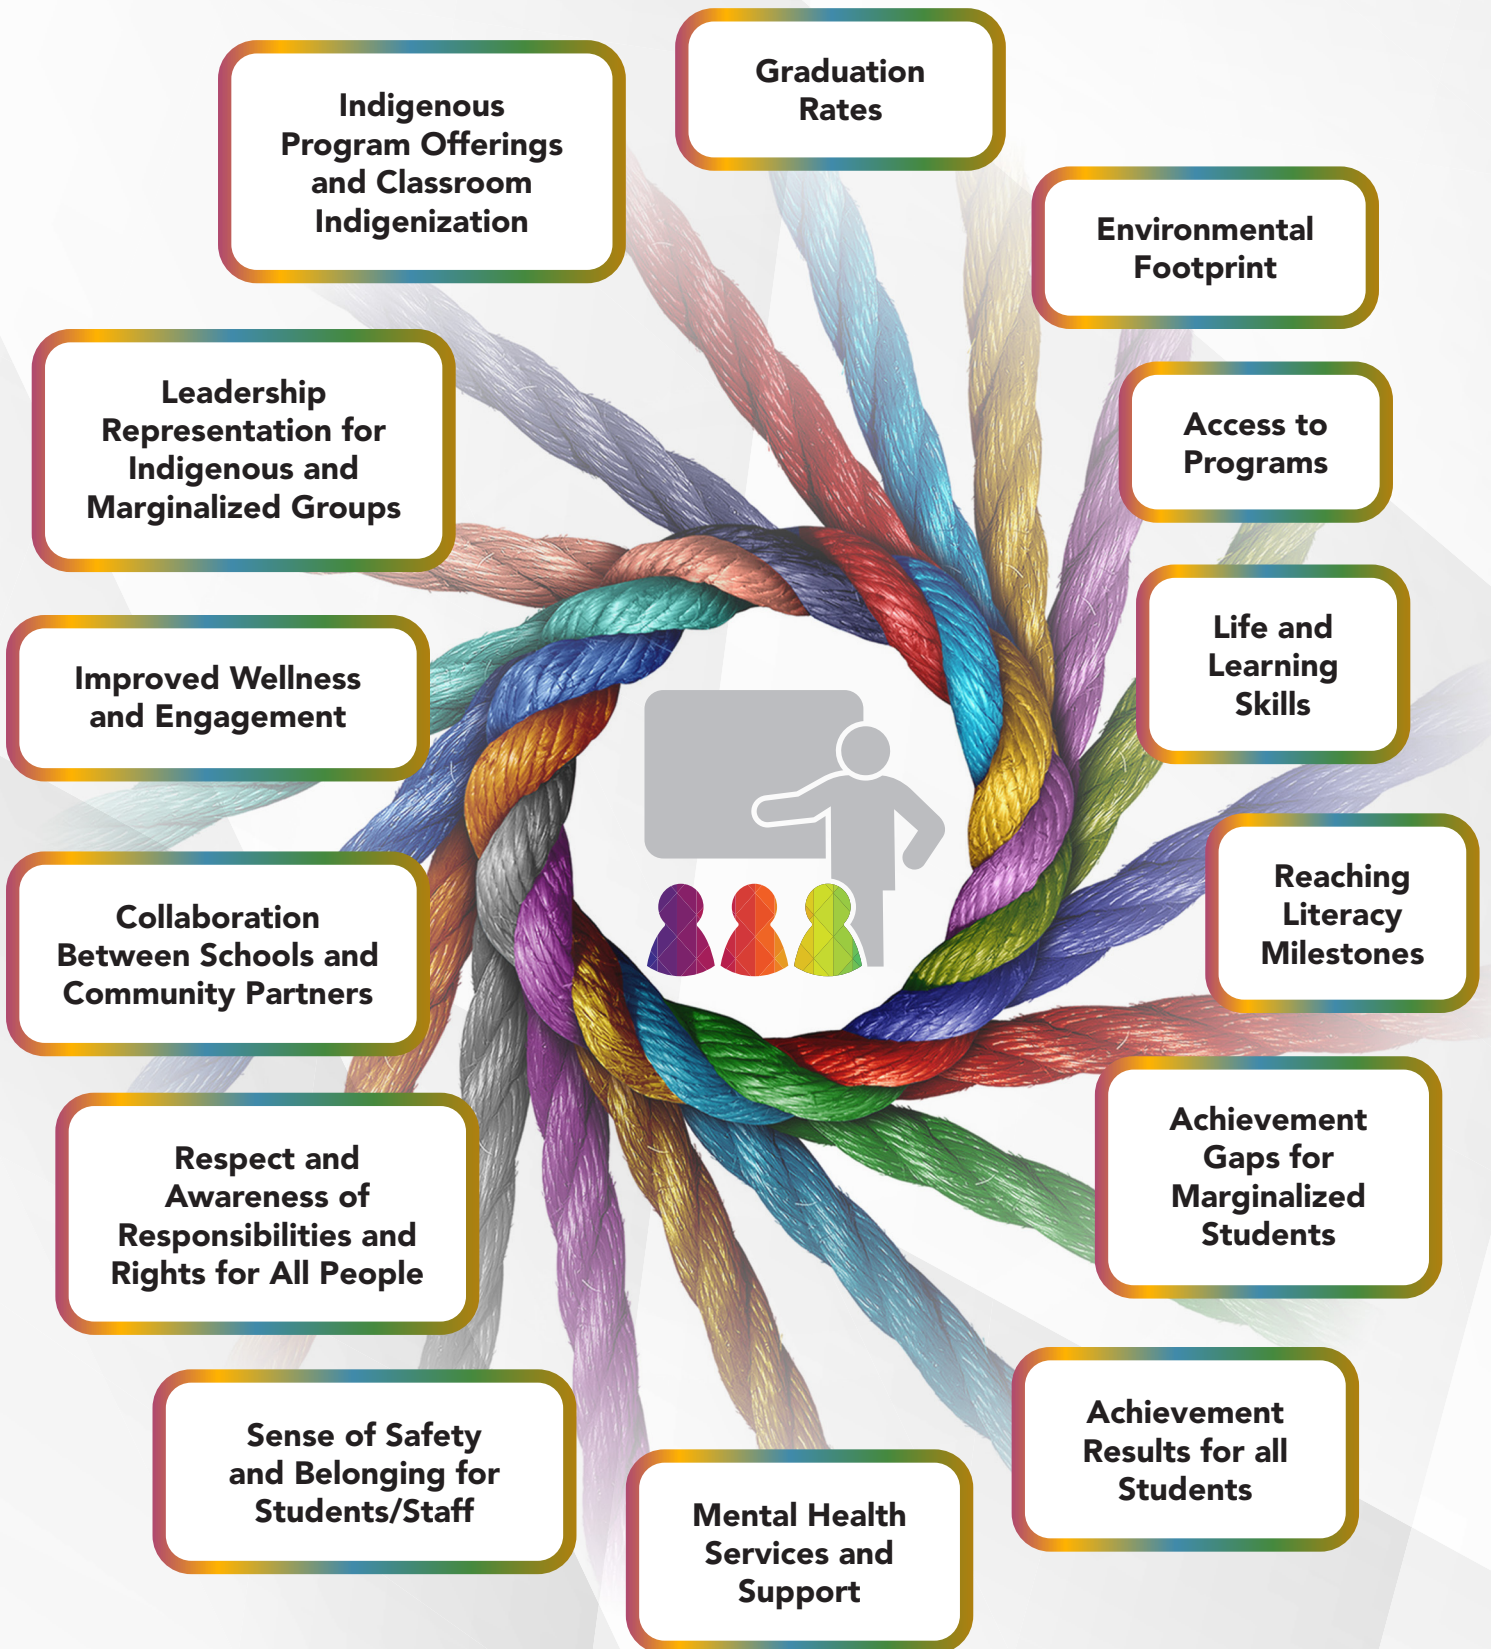 Indigenous
Program Offerings
and Classroom
Indigenization
Graduation
Rates
Environmental
Footprint
Access to
Programs
Life and
Learning
Skills
Reaching
Literacy
Milestones
Achievement
Gaps for
Marginalized
Students
Achievement
Results for all
Students
Mental Health
Services and
Support
Sense of Safety
and Belonging for
Students/Staff
Respect and
Awareness of
Responsibilities and
Rights for All People
Collaboration
Between Schools and
Community Partners
Improved Wellness
and Engagement
Leadership
Representation for
Indigenous and
Marginalized Groups